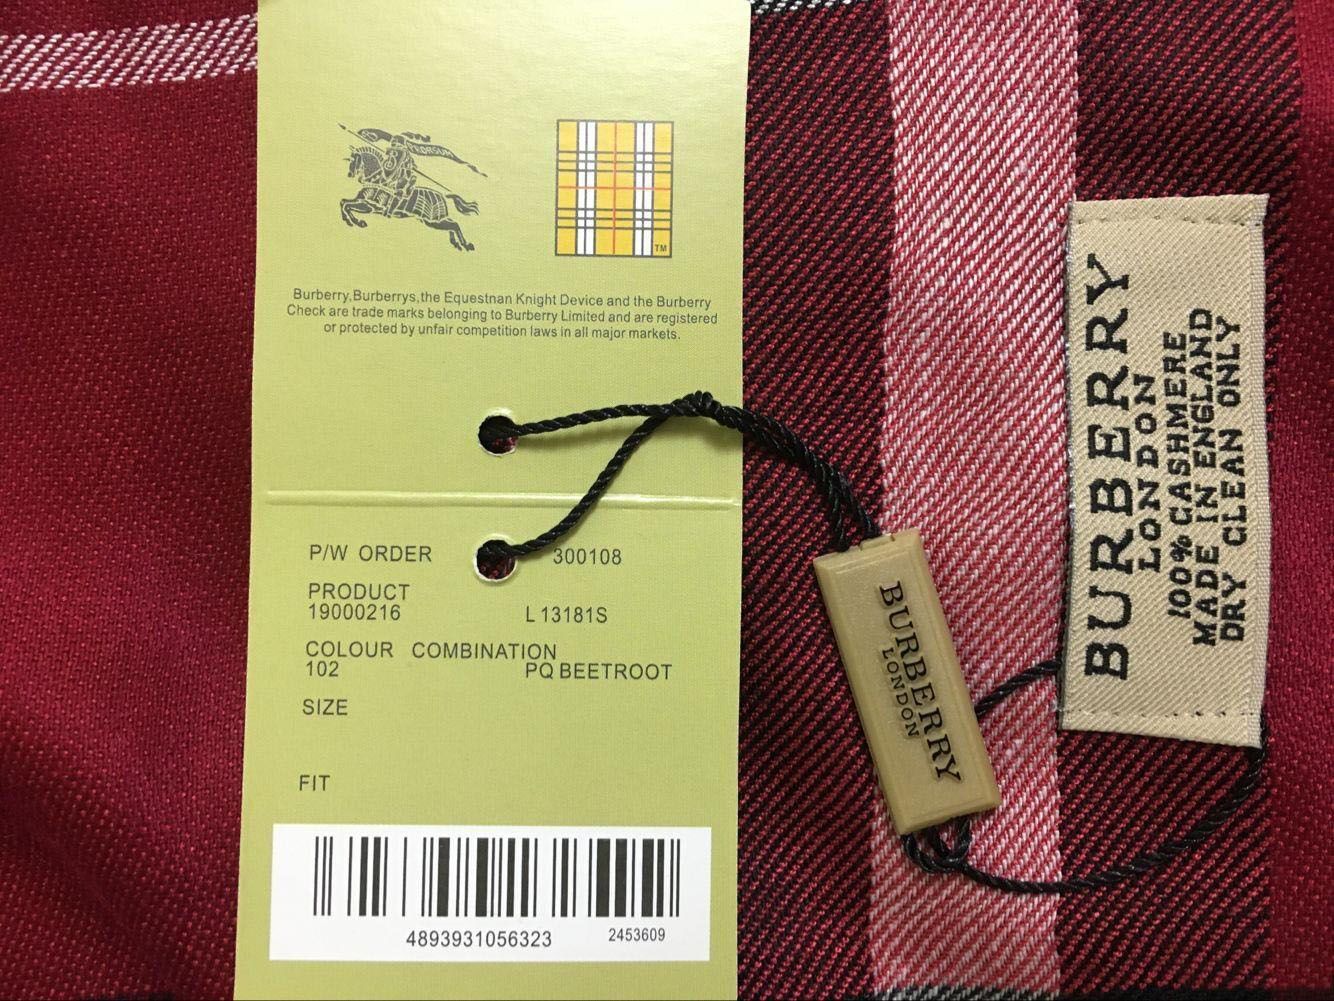 PRORSUM
TM
Burberry,Burberrys,the Equestnan Knight Device and the Burberry
Check are trade marks belonging to Burberry Limited and are registered
or protected by unfair competition laws in all major markets.
P/W ORDER 300108
PRODUCT
19000216 L 13181S
COLOUR COMBINATION
102 PQ BEETROOT
SIZE
FIT
4893931056323 2453609
BURBERRY
LONDON
BURBERRY
LONDON
100% CASHMERE
MADE IN ENGLAND
DRY CLEAN ONLY